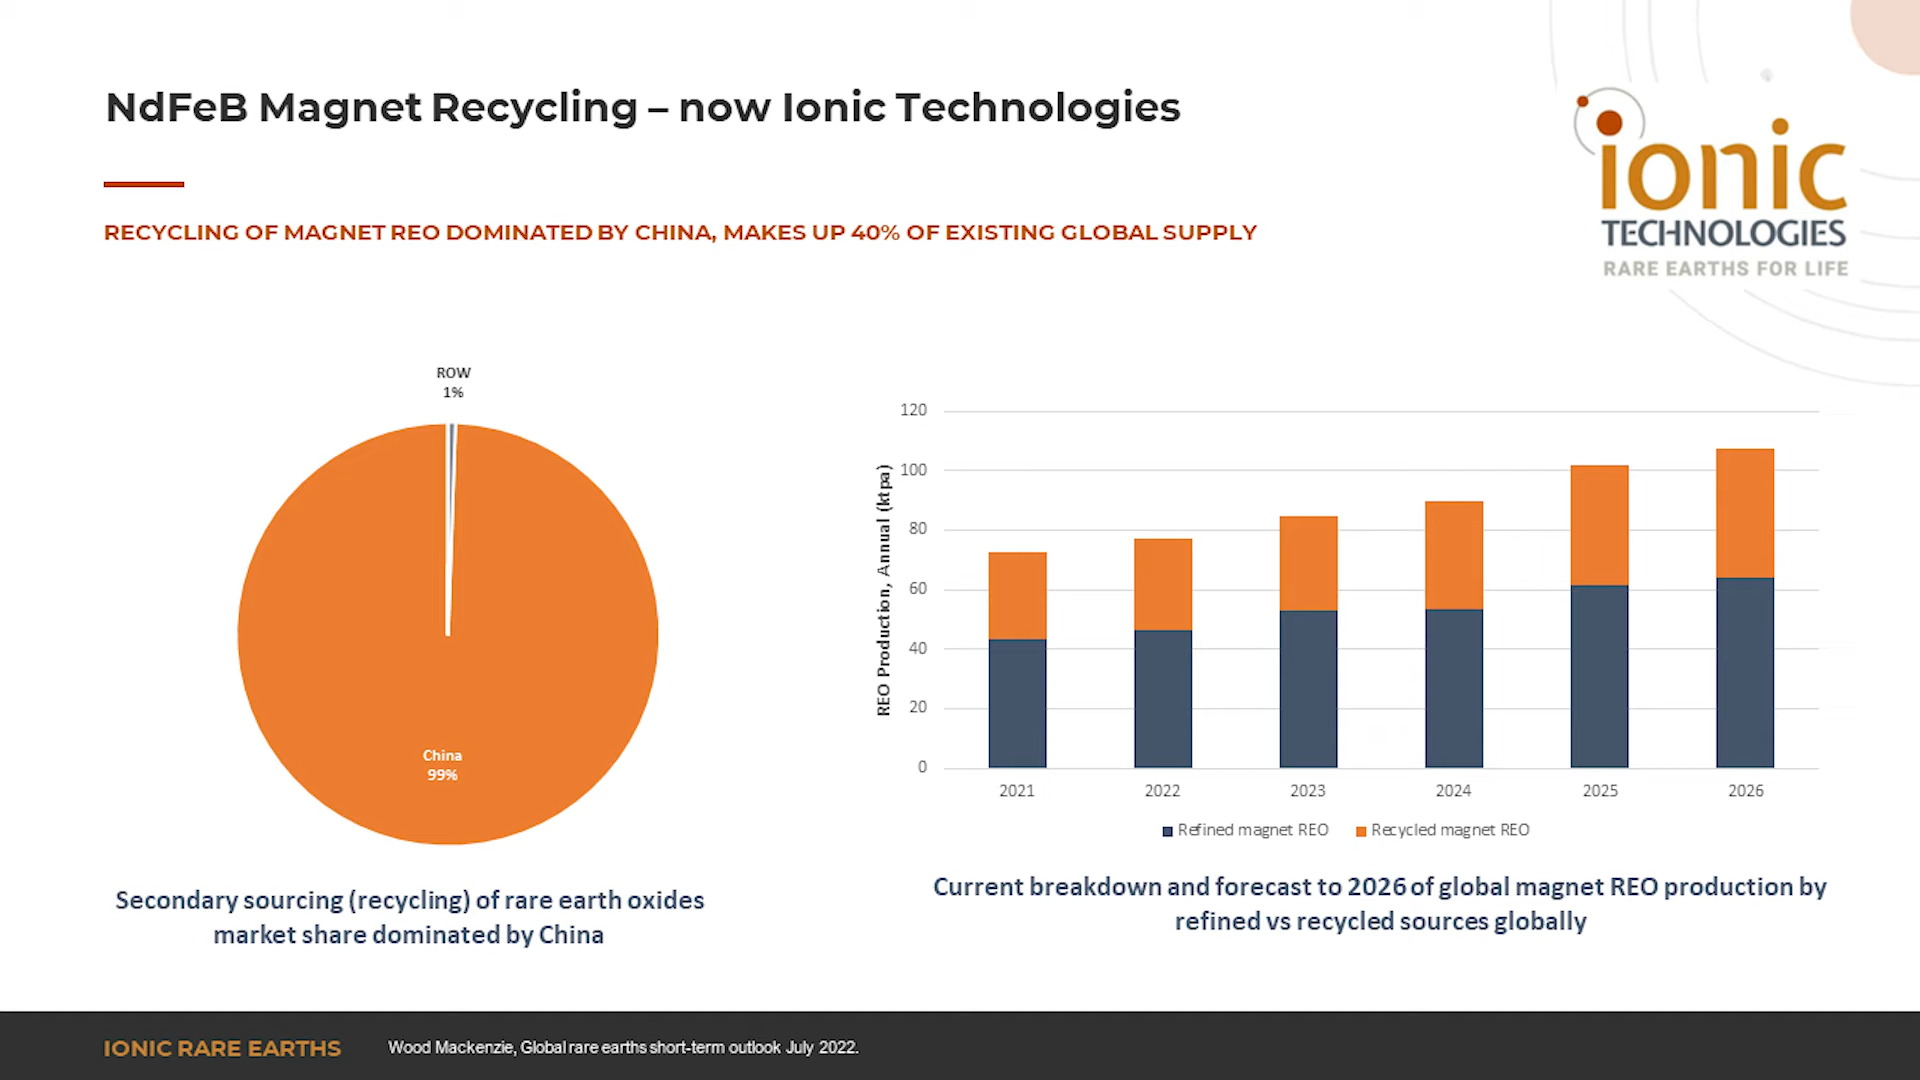 NdFeB Magnet Recycling – now Ionic Technologies
ionic
TECHNOLOGIES
RARE EARTHS FOR LIFE
RECYCLING OF MAGNET REO DOMINATED BY CHINA, MAKES UP 40% OF EXISTING GLOBAL SUPPLY
ROW
1%
China
99%
Secondary sourcing (recycling) of rare earth oxides
market share dominated by China
REO Production, Annual (ktpa)
120
100
80
60
40
20
0
2021 2022 2023 2024 2025 2026
Refined magnet REO Recycled magnet REO
Current breakdown and forecast to 2026 of global magnet REO production by
refined vs recycled sources globally
IONIC RARE EARTHS
Wood Mackenzie, Global rare earths short-term outlook July 2022.